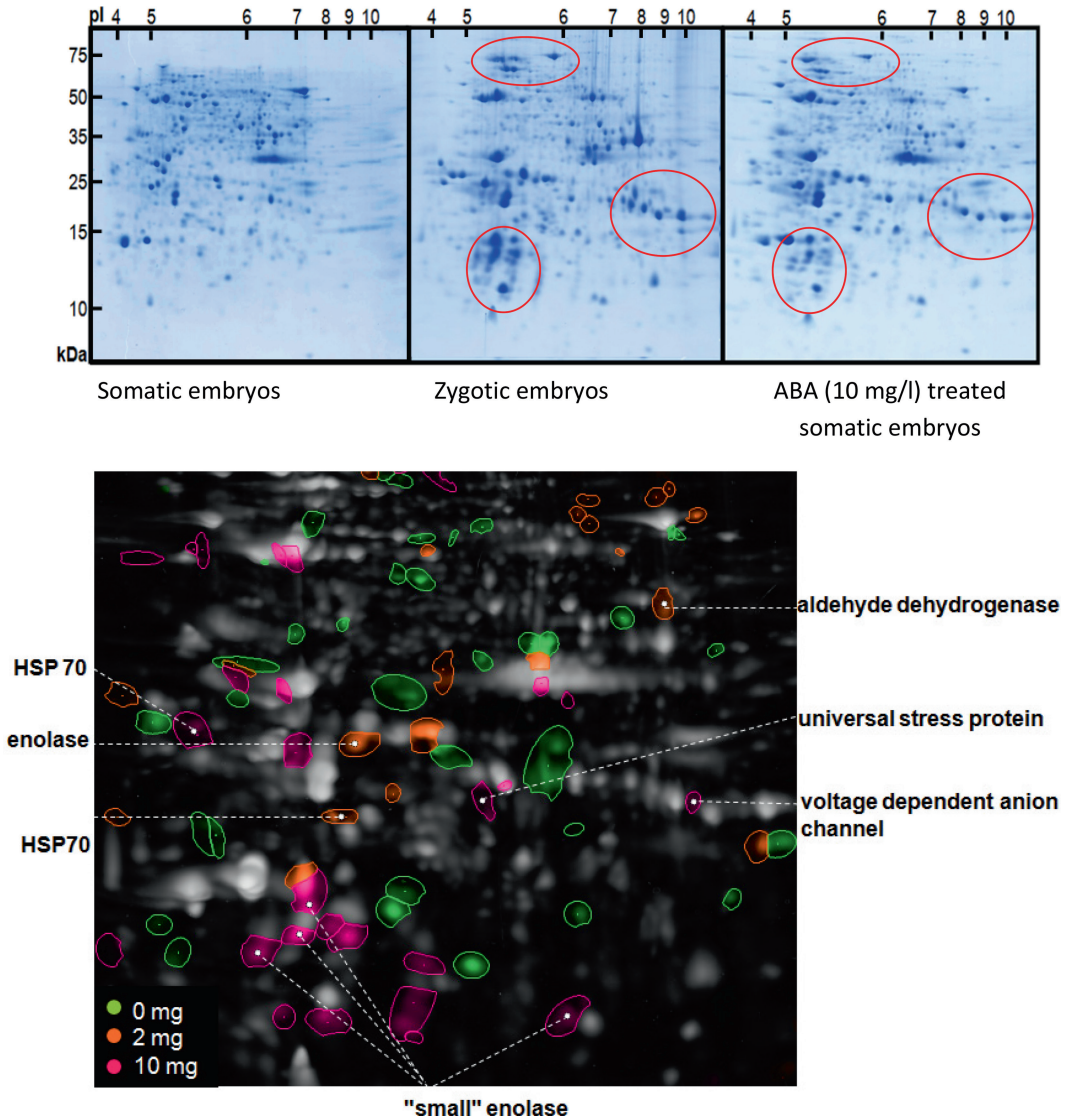 pI 4 5 6 7 8 9 10 4 5 6 7 8 9 10 4 5 6 7 8 9 10
75
50
35
25
15
10
kDa
Somatic embryos Zygotic embryos ABA (10 mg/l) treated
somatic embryos
aldehyde dehydrogenase
HSP 70
universal stress protein
enolase
voltage dependent anion
channel
HSP70
0 mg
2 mg
10 mg
"small" enolase